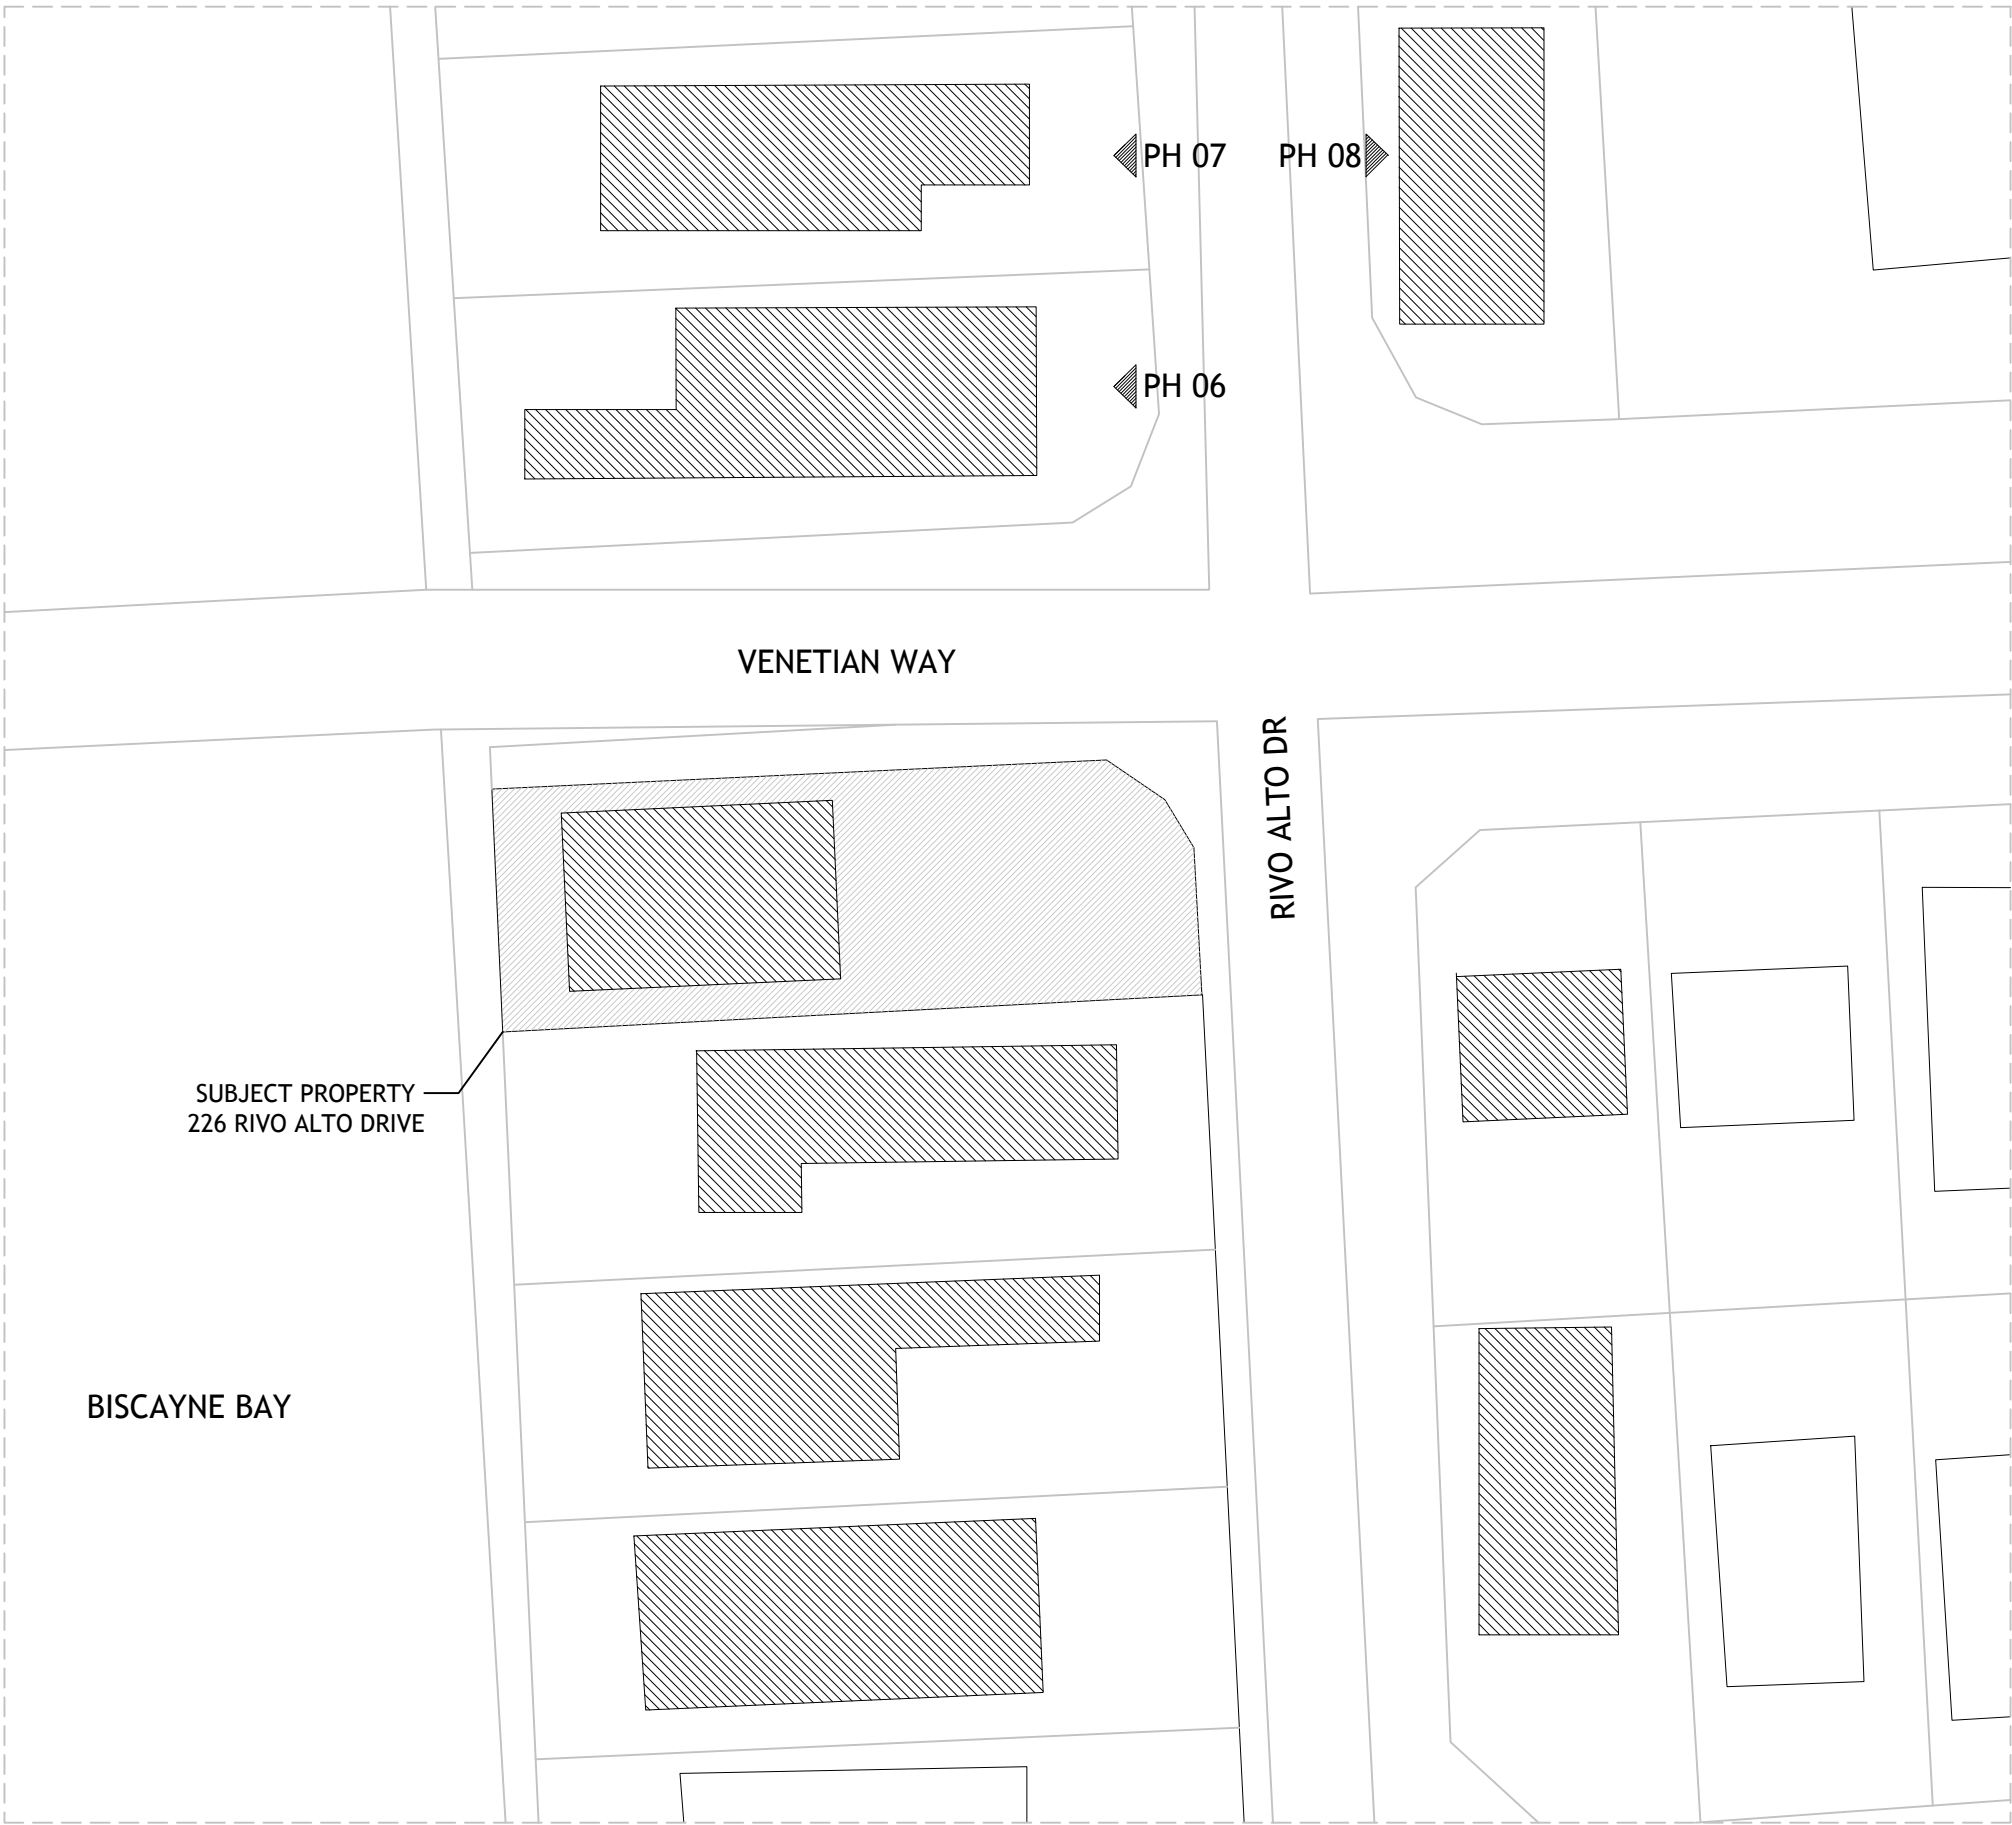 PH 07
PH 08
PH 06
VENETIAN WAY
RIVO ALTO DR
SUBJECT PROPERTY
226 RIVO ALTO DRIVE
BISCAYNE BAY